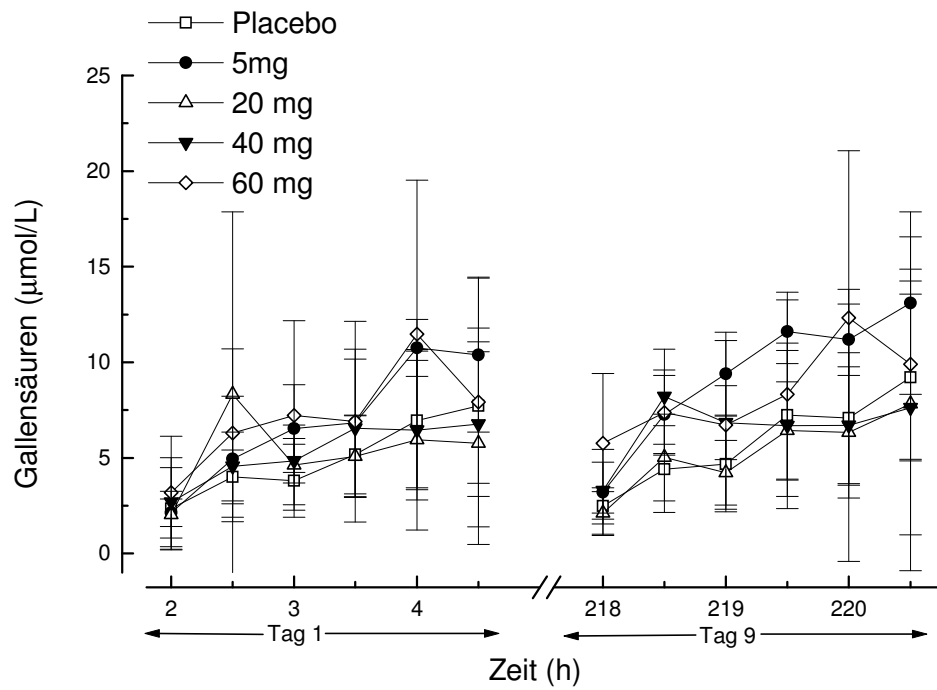 Placebo
5mg
20 mg
40 mg
60 mg
25
20
15
10
5
0
Gallensäuren (μmol/L)
2 3 4 218 219 220
Tag 1 Tag 9
Zeit (h)